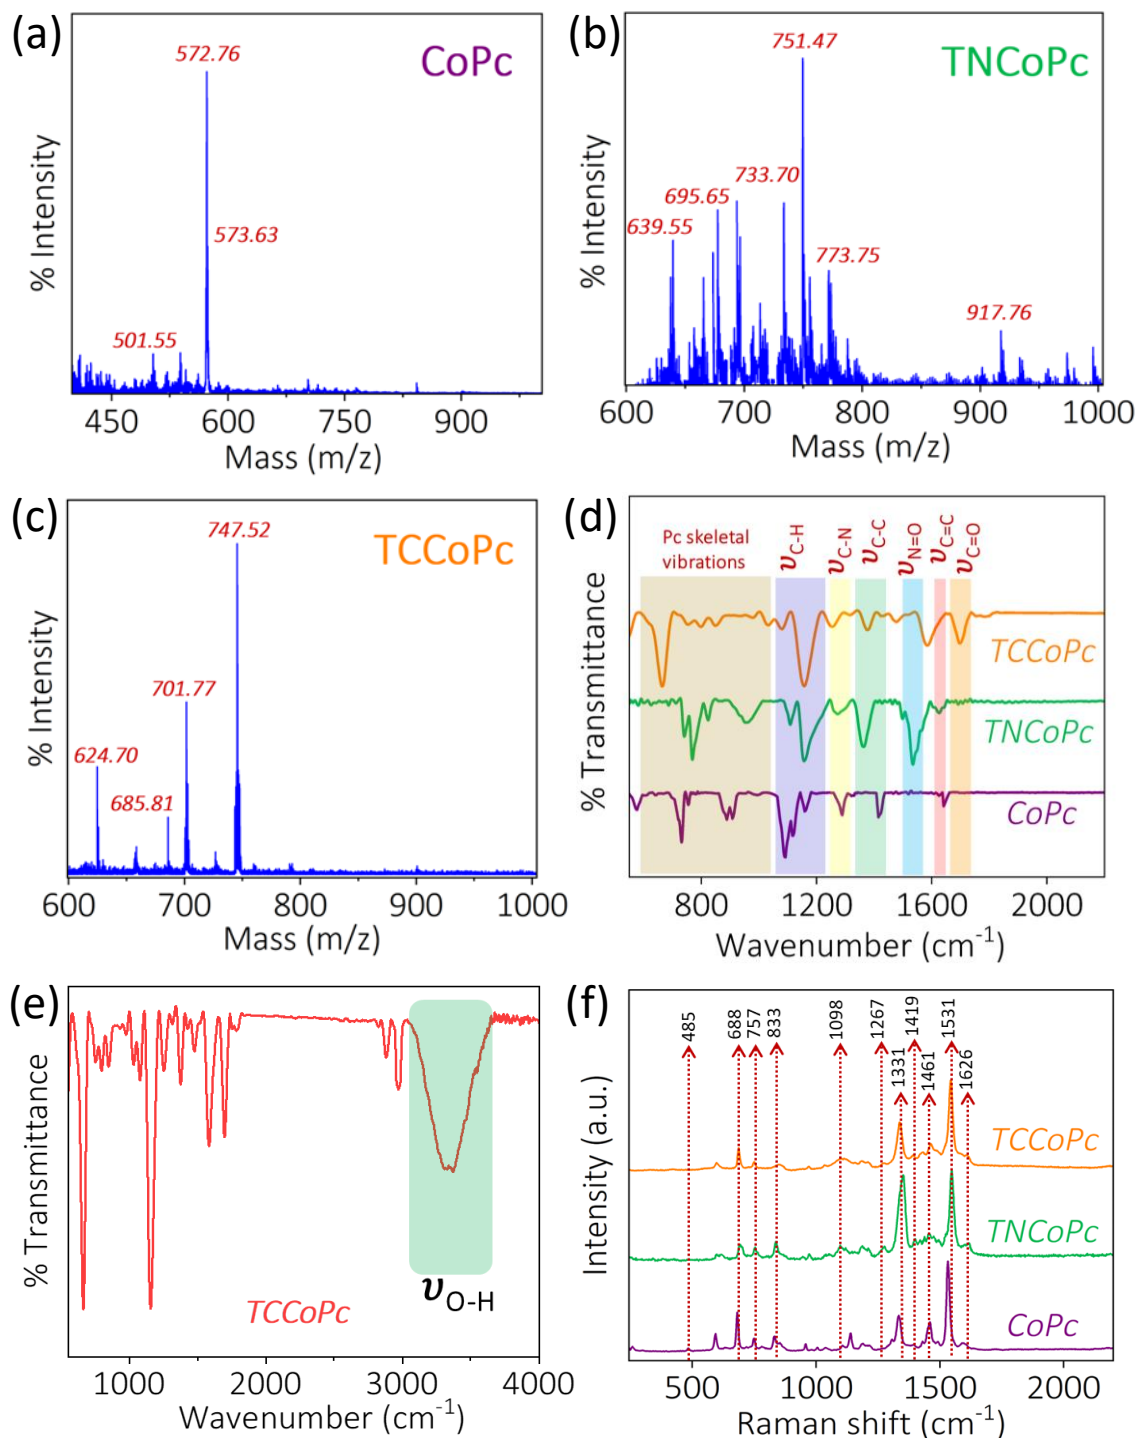 (a)
572.76
CoPc
573.63
501.55
% Intensity
450 600 750 900
Mass (m/z)
(b)
751.47
TNCoPc
733.70
695.65
639.55
773.75
917.76
% Intensity
600 700 800 900 1000
Mass (m/z)
(c)
747.52
TCCoPc
701.77
624.70
685.81
% Intensity
600 700 800 900 1000
Mass (m/z)
(d)
Pc skeletal
vibrations
υC-H
υC-N
υC-C
υN=O
υC=C
υC=O
TCCoPc
TNCoPc
CoPc
% Transmittance
800 1200 1600 2000
Wavenumber (cm-1)
(e)
υO-H
TCCoPc
% Transmittance
1000 2000 3000 4000
Wavenumber (cm-1)
(f)
485
688
757
833
1098
1267
1331
1419
1461
1531
1626
TCCoPc
TNCoPc
CoPc
Intensity (a.u.)
500 1000 1500 2000
Raman shift (cm-1)